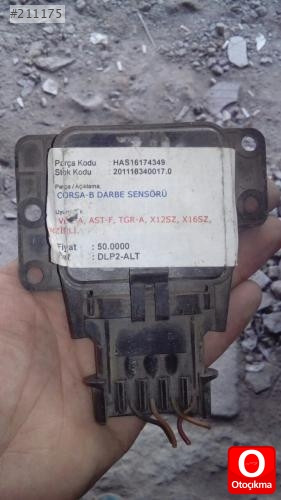 #211175
Parça Kodu : HAS16174349
Stok Kodu : 201118340017.0
Parça / Açıklama
CORSA-B DARBE SENSÖRÜ
A, AST-F, TGR-A, X12SZ, X16SZ,
Fiyat : 50.0000
: DLP2-ALT
O
Otoçıkma